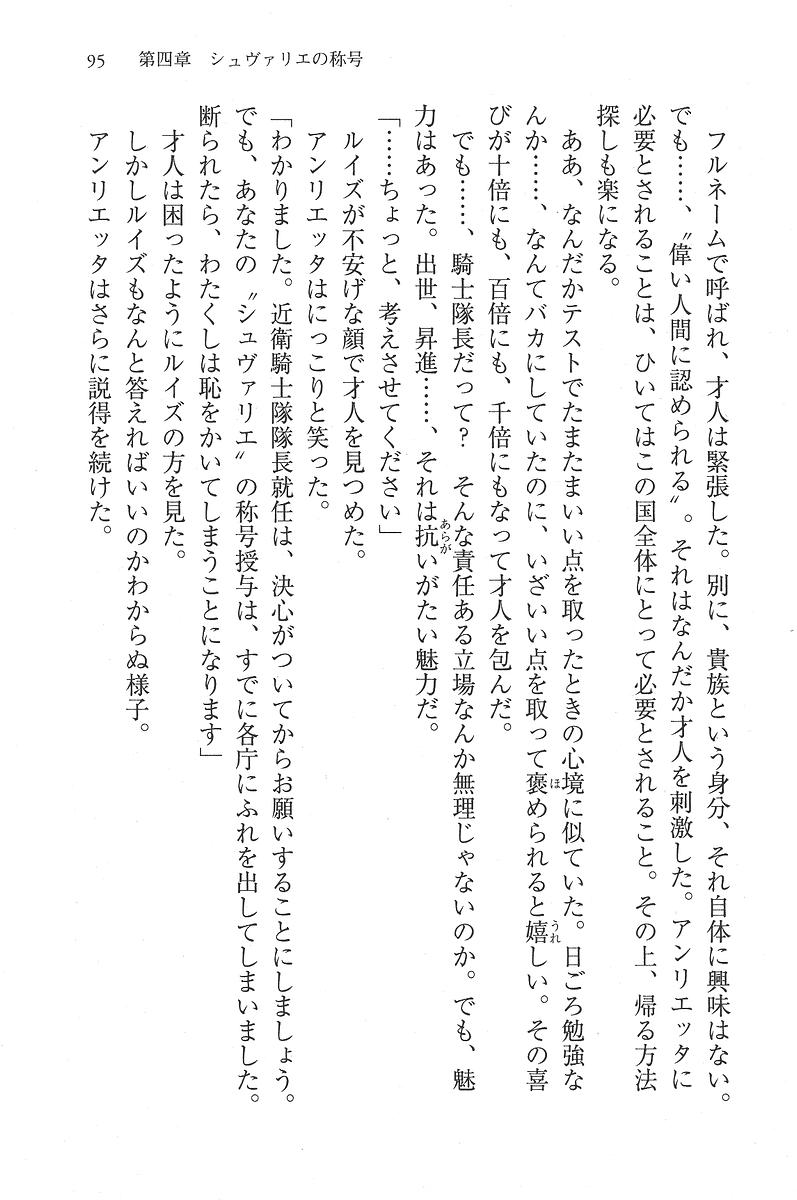 95　第四章　シュヴァリエの称号
　フルネームで呼ばれ、才人は緊張した。別に、貴族という身分、それ自体に興味はない。
でも……、〝偉い人間に認められる〟。それはなんだか才人を刺激した。アンリエッタに
必要とされることは、ひいてはこの国全体にとって必要とされること。その上、帰る方法
探しも楽になる。
　ああ、なんだかテストでたまたまいい点を取ったときの心境に似ていた。日ごろ勉強な
んか……、なんてバカにしていたのに、いざいい点を取って褒められると嬉しい。その喜
びが十倍にも、百倍にも、千倍にもなって才人を包んだ。
　でも……、騎士隊長だって？　そんな責任ある立場なんか無理じゃないのか。でも、魅
力はあった。出世、昇進……、それは抗いがたい魅力だ。
「……ちょっと、考えさせてください」
　ルイズが不安げな顔で才人を見つめた。
　アンリエッタはにっこりと笑った。
「わかりました。近衛騎士隊隊長就任は、決心がついてからお願いすることにしましょう。
でも、あなたの〝シュヴァリエ〟の称号授与は、すでに各庁にふれを出してしまいました。
断られたら、わたくしは恥をかいてしまうことになります」
　才人は困ったようにルイズの方を見た。
　しかしルイズもなんと答えればいいのかわからぬ様子。
　アンリエッタはさらに説得を続けた。